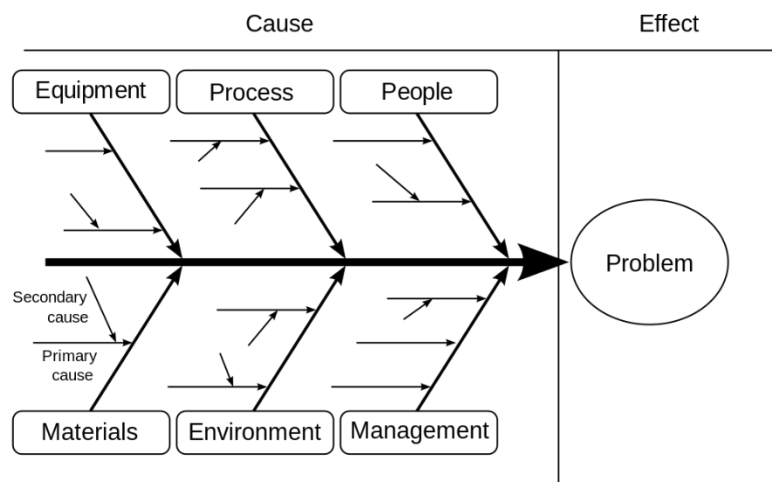 Cause
Effect
Equipment
Process
People
Problem
Secondary
cause
Primary
cause
Materials
Environment
Management